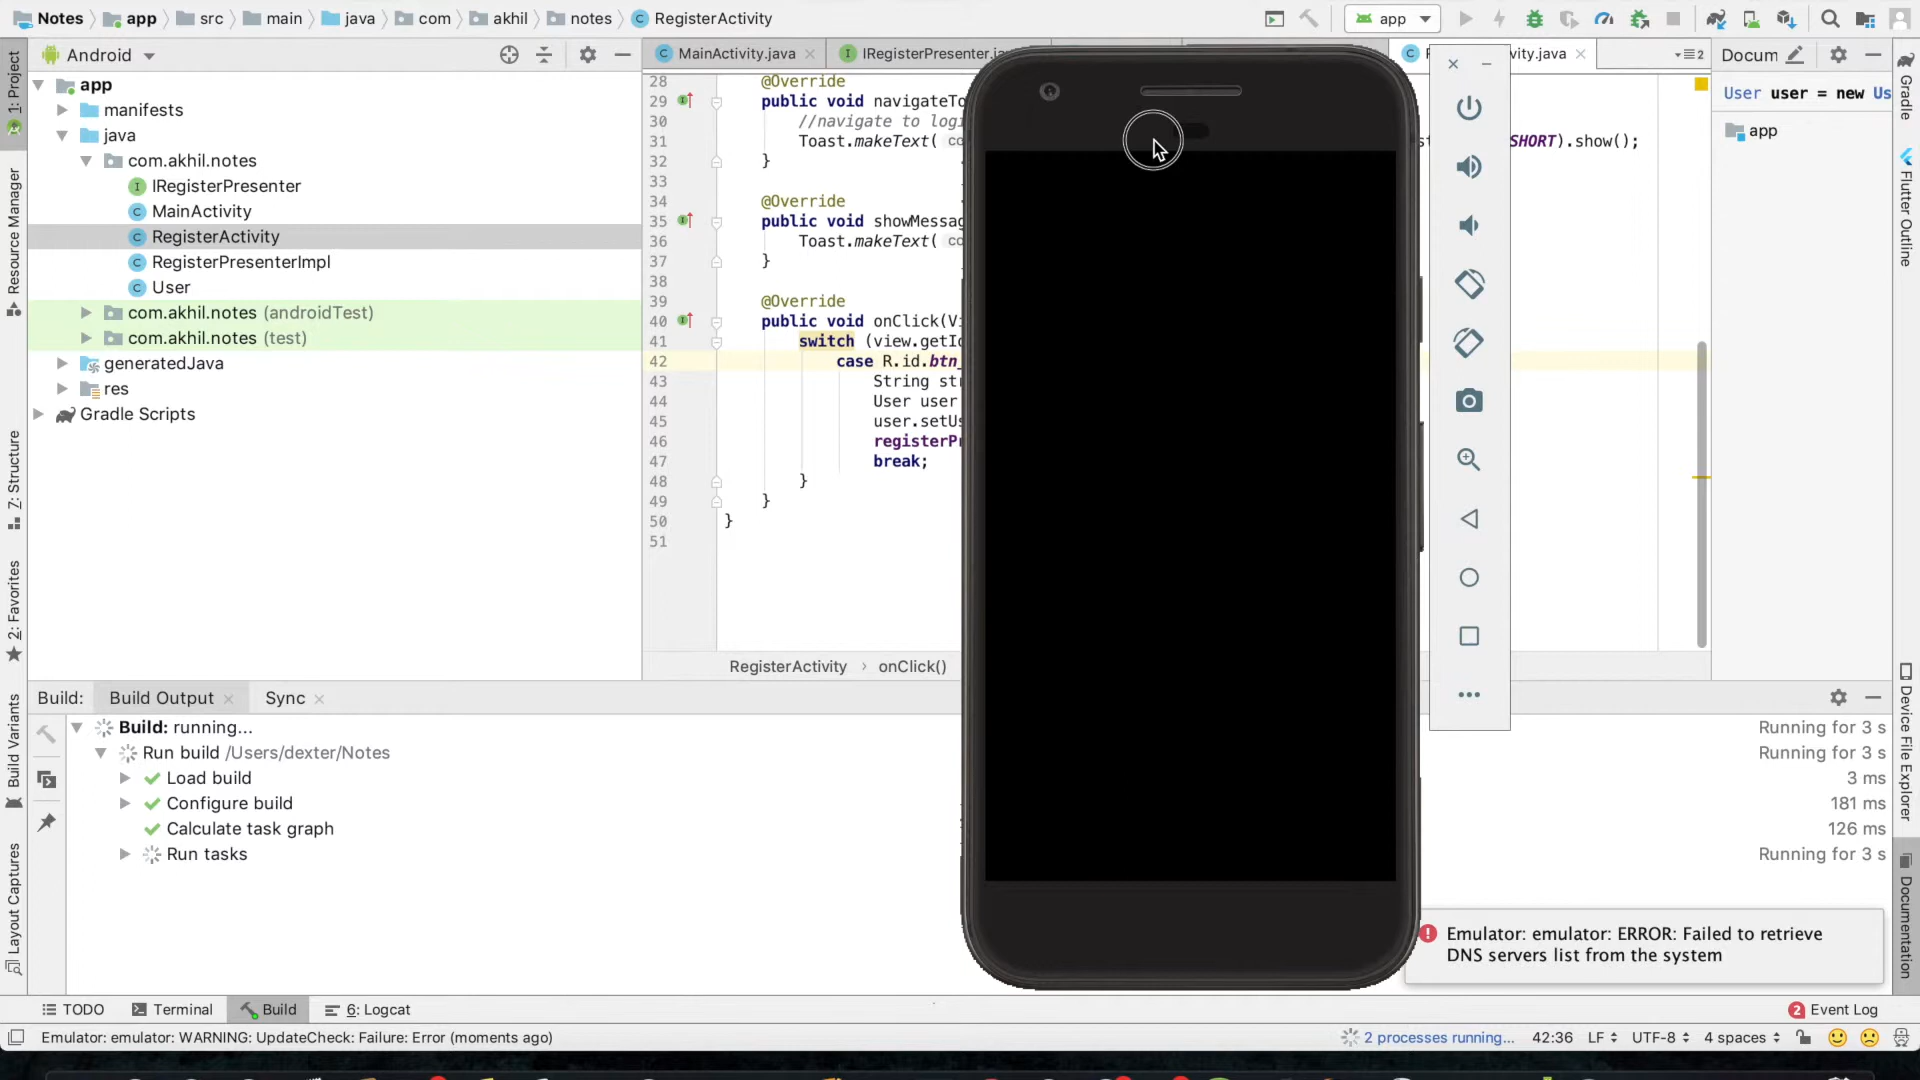 Notes app src main java com akhil notes RegisterActivity
app
Android
MainActivity.java
IRegisterPresenter.ja
ivity.java
2
Docum
1: Project
Resource Manager
7: Structure
2: Favorites
Build Variants
Layout Captures
app
manifests
java
com.akhil.notes
IRegisterPresenter
MainActivity
RegisterActivity
RegisterPresenterImpl
User
com.akhil.notes (androidTest)
com.akhil.notes (test)
generatedJava
res
Gradle Scripts
28 @Override
29 public void navigateTo
30 //navigate to logi
31 Toast.makeText( SHORT).show();
32 }
33
34 @Override
35 public void showMessag
36 Toast.makeText(
37 }
38
39 @Override
40 public void onClick(Vi
41 switch (view.getId
42 case R.id.btn_
43 String str
44 User user
45 user.setUs
46 registerPr
47 break;
48 }
49 }
50 }
51
RegisterActivity onClick()
User user = new Us
app
Gradle
Flutter Outline
Device File Explorer
Documentation
Build: Build Output Sync
Build: running... Running for 3 s
Run build /Users/dexter/Notes Running for 3 s
Load build 3 ms
Configure build 181 ms
Calculate task graph 126 ms
Run tasks Running for 3 s
Emulator: emulator: ERROR: Failed to retrieve
DNS servers list from the system
TODO Terminal Build 6: Logcat 2 Event Log
Emulator: emulator: WARNING: UpdateCheck: Failure: Error (moments ago) 2 processes running... 42:36 LF UTF-8 4 spaces